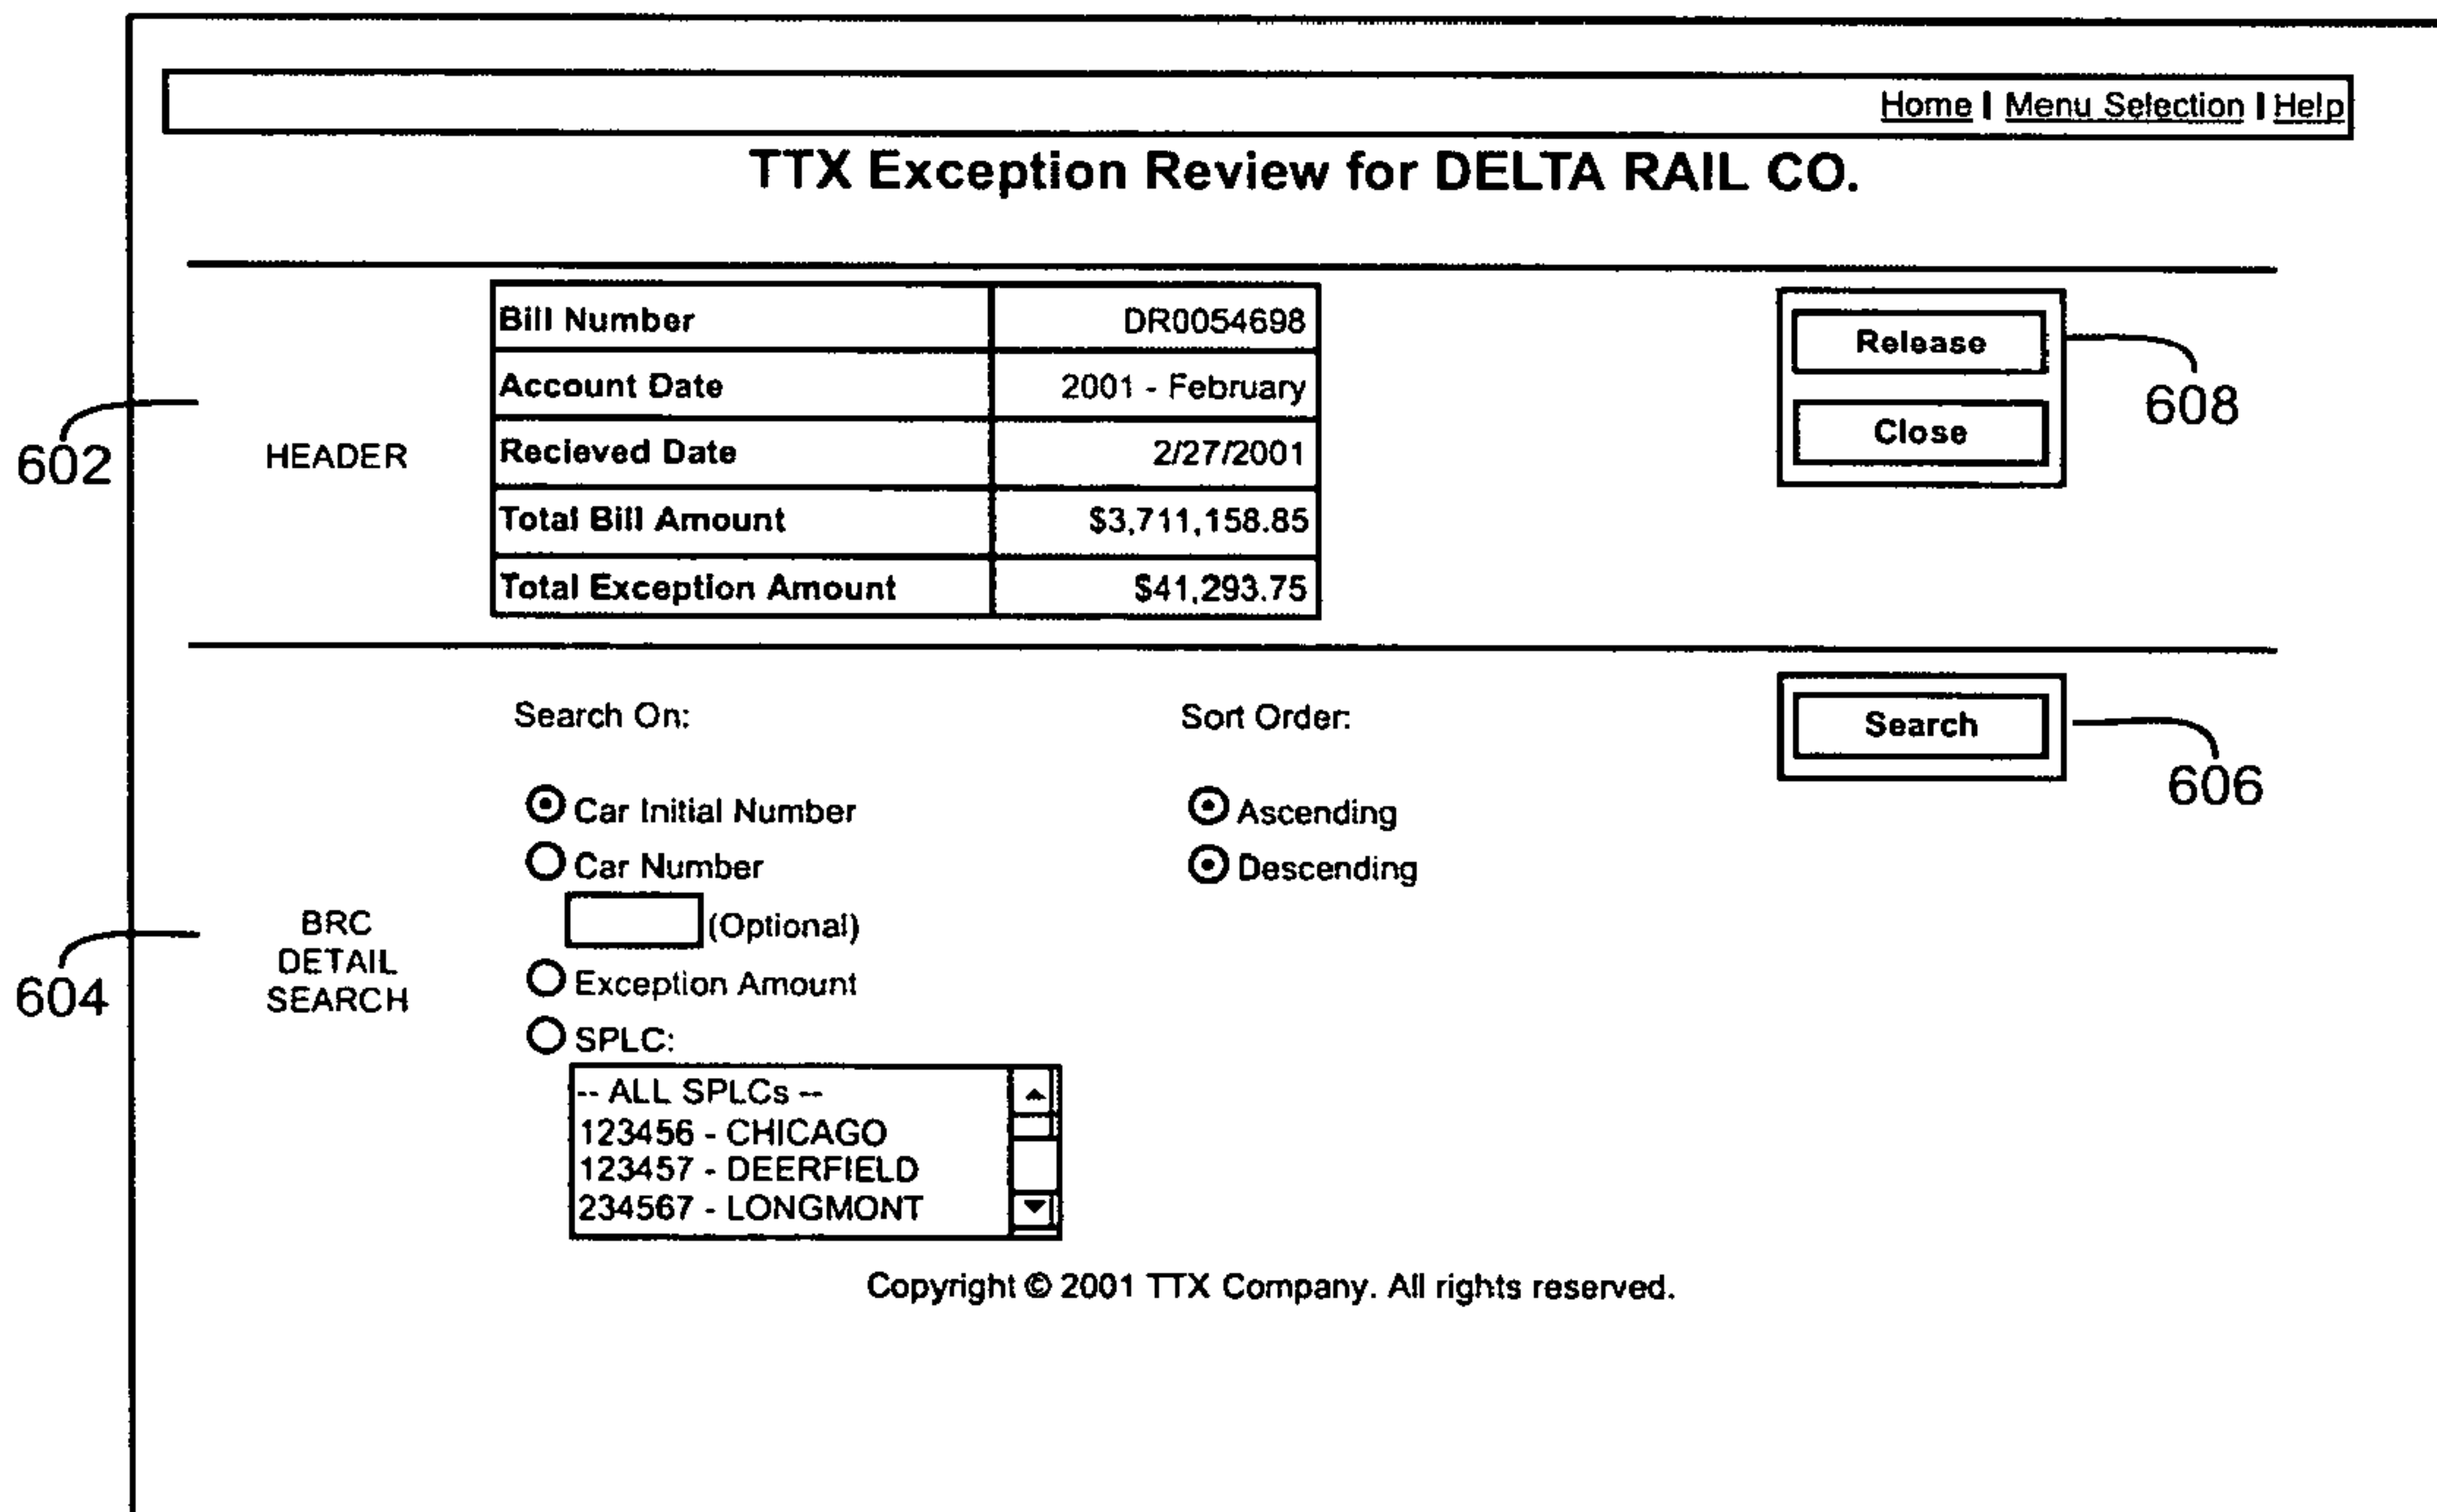 Home | Menu Selection | Help
TTX Exception Review for DELTA RAIL CO.
Bill Number DR0054698
Account Date 2001 - February
Recieved Date 2/27/2001
Total Bill Amount $3,711,158.85
Total Exception Amount $41,293.75
Release
Close
608
602
HEADER
Search On:
Sort Order:
Search
606
Car Initial Number
Ascending
Car Number
Descending
(Optional)
Exception Amount
SPLC:
604
BRC
DETAIL
SEARCH
-- ALL SPLCs --
123456 - CHICAGO
123457 - DEERFIELD
234567 - LONGMONT
Copyright © 2001 TTX Company. All rights reserved.